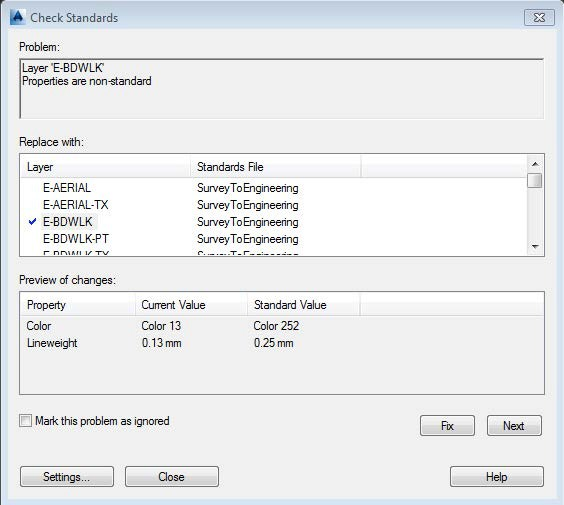 Check Standards
Problem:
Layer 'E-BDWLK'
Properties are non-standard
Replace with:
Layer Standards File
E-AERIAL SurveyToEngineering
E-AERIAL-TX SurveyToEngineering
E-BDWLK SurveyToEngineering
E-BDWLK-PT SurveyToEngineering
E-BDWLK-TX SurveyToEngineering
Preview of changes:
Property Current Value Standard Value
Color Color 13 Color 252
Lineweight 0.13 mm 0.25 mm
Mark this problem as ignored
Fix Next
Settings... Close Help